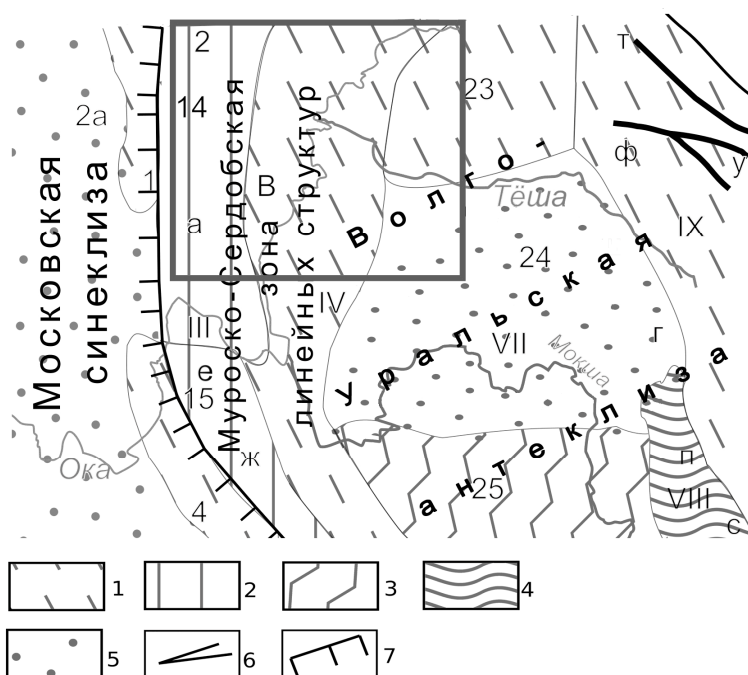 2
т
2а
14
23
1
В
ф
у
а
Тёша
IX
24
Московская
синеклиза
Муроско-Сердобская
зона
линейных структур
Волго-
Уральская
антеклиза
III
IV
VII
г
Мокша
е
15
Ока
ж
4
25
п
VIII
с
1
2
3
4
5
6
7